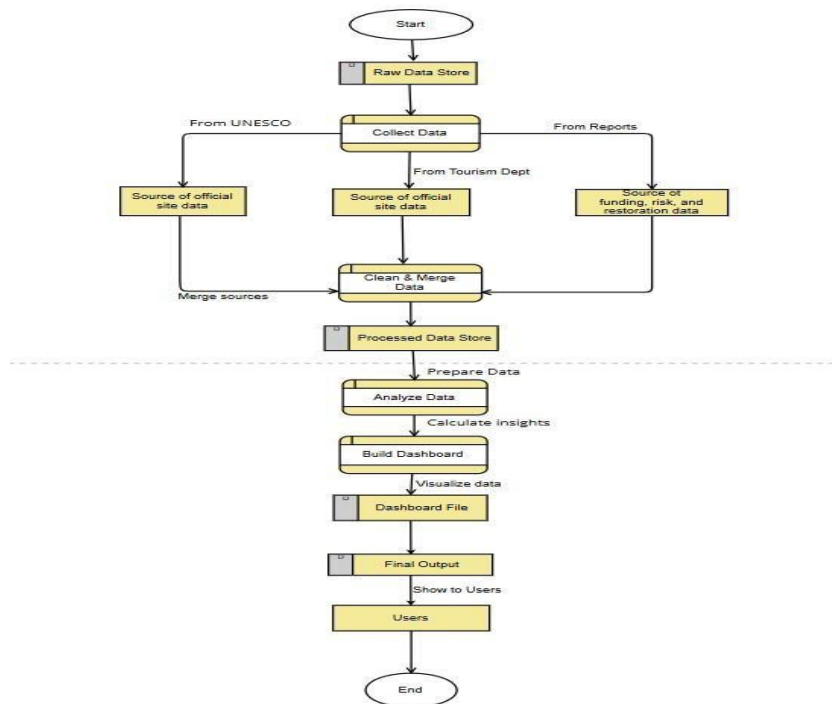 Start
Raw Data Store
From UNESCO
Collect Data
From Reports
From Tourism Dept
Source of official
site data
Source of official
site data
Source of
funding, risk, and
restoration data
Clean & Merge
Data
Merge sources
Processed Data Store
Prepare Data
Analyze Data
Calculate insights
Build Dashboard
Visualize data
Dashboard File
Final Output
Show to Users
Users
End